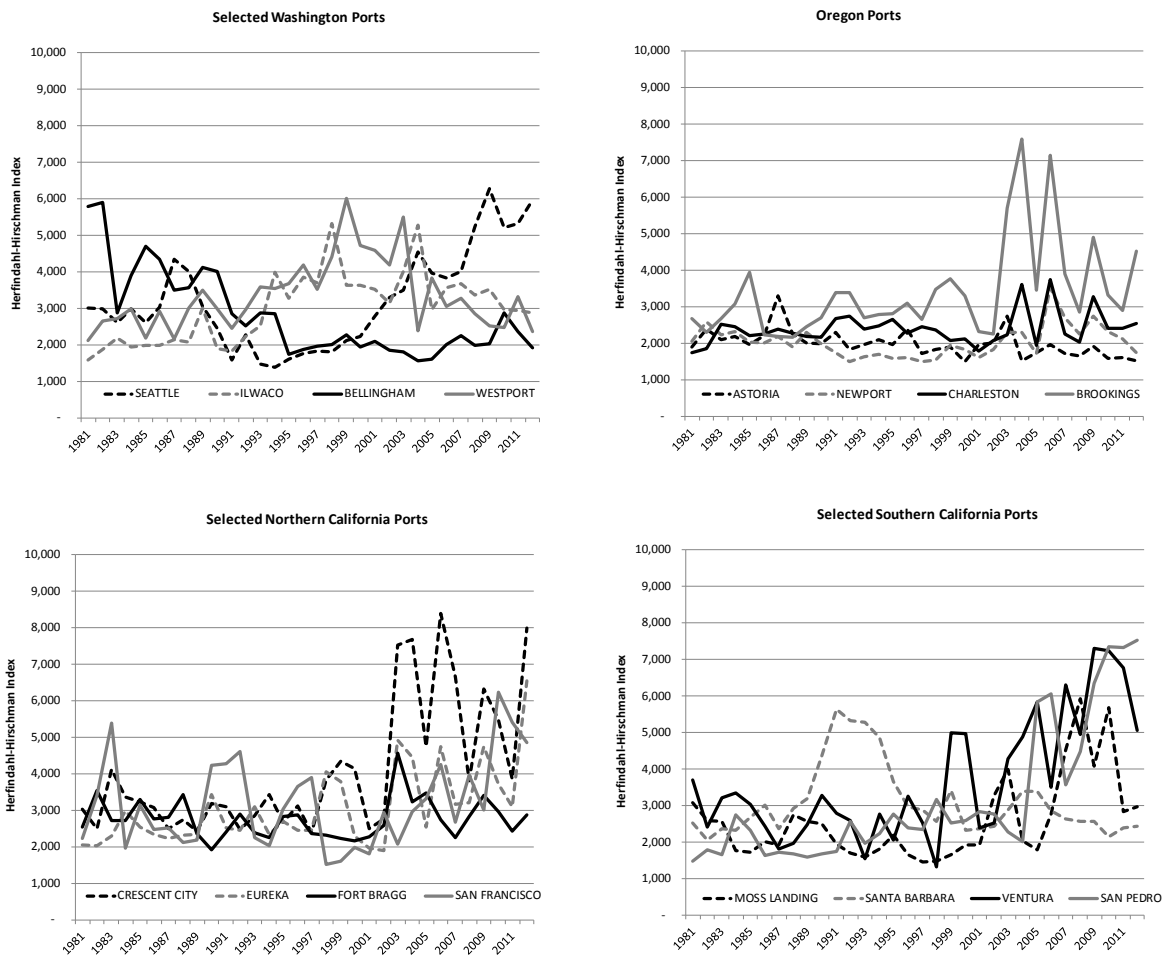 Selected Washington Ports
Herfindahl-Hirschman Index
10,000
9,000
8,000
7,000
6,000
5,000
4,000
3,000
2,000
1,000
-
SEATTLE ILWACO BELLINGHAM WESTPORT
1981 1983 1985 1987 1989 1991 1993 1995 1997 1999 2001 2003 2005 2007 2009 2011
Oregon Ports
Herfindahl-Hirschman Index
10,000
9,000
8,000
7,000
6,000
5,000
4,000
3,000
2,000
1,000
-
ASTORIA NEWPORT CHARLESTON BROOKINGS
1981 1983 1985 1987 1989 1991 1993 1995 1997 1999 2001 2003 2005 2007 2009 2011
Selected Northern California Ports
Herfindahl-Hirschman Index
10,000
9,000
8,000
7,000
6,000
5,000
4,000
3,000
2,000
1,000
-
CRESCENT CITY EUREKA FORT BRAGG SAN FRANCISCO
1981 1983 1985 1987 1989 1991 1993 1995 1997 1999 2001 2003 2005 2007 2009 2011
Selected Southern California Ports
Herfindahl-Hirschman Index
10,000
9,000
8,000
7,000
6,000
5,000
4,000
3,000
2,000
1,000
-
MOSS LANDING SANTA BARBARA VENTURA SAN PEDRO
1981 1983 1985 1987 1989 1991 1993 1995 1997 1999 2001 2003 2005 2007 2009 2011